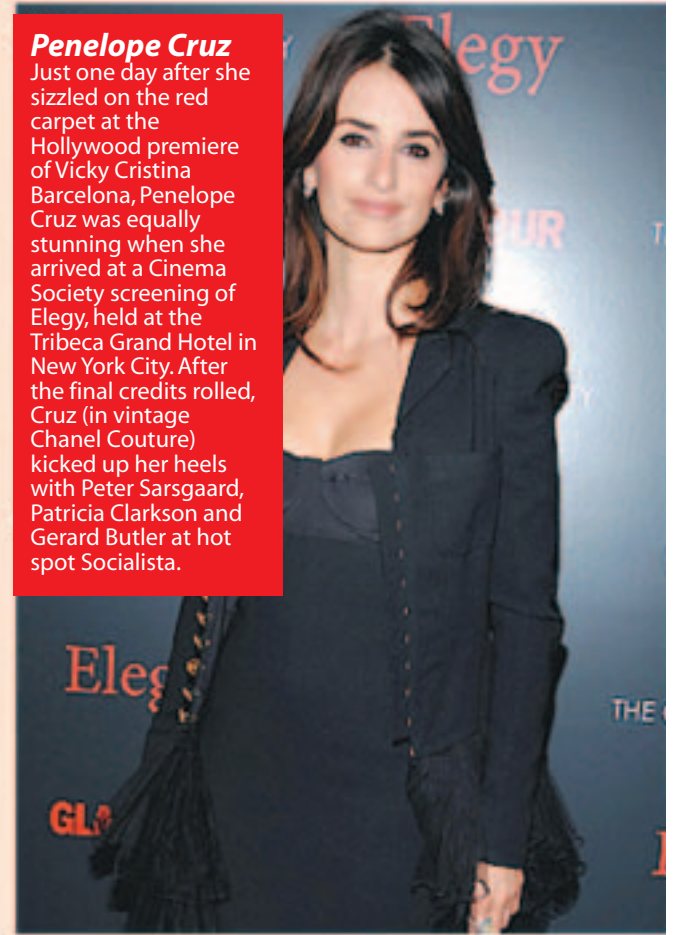 Penelope Cruz
Just one day after she
sizzled on the red
carpet at the
Hollywood premiere
of Vicky Cristina
Barcelona, Penelope
Cruz was equally
stunning when she
arrived at a Cinema
Society screening of
Elegy, held at the
Tribeca Grand Hotel in
New York City. After
the final credits rolled,
Cruz (in vintage
Chanel Couture)
kicked up her heels
with Peter Sarsgaard,
Patricia Clarkson and
Gerard Butler at hot
spot Socialista.
Elegy
UR
Eleg
THE
GL